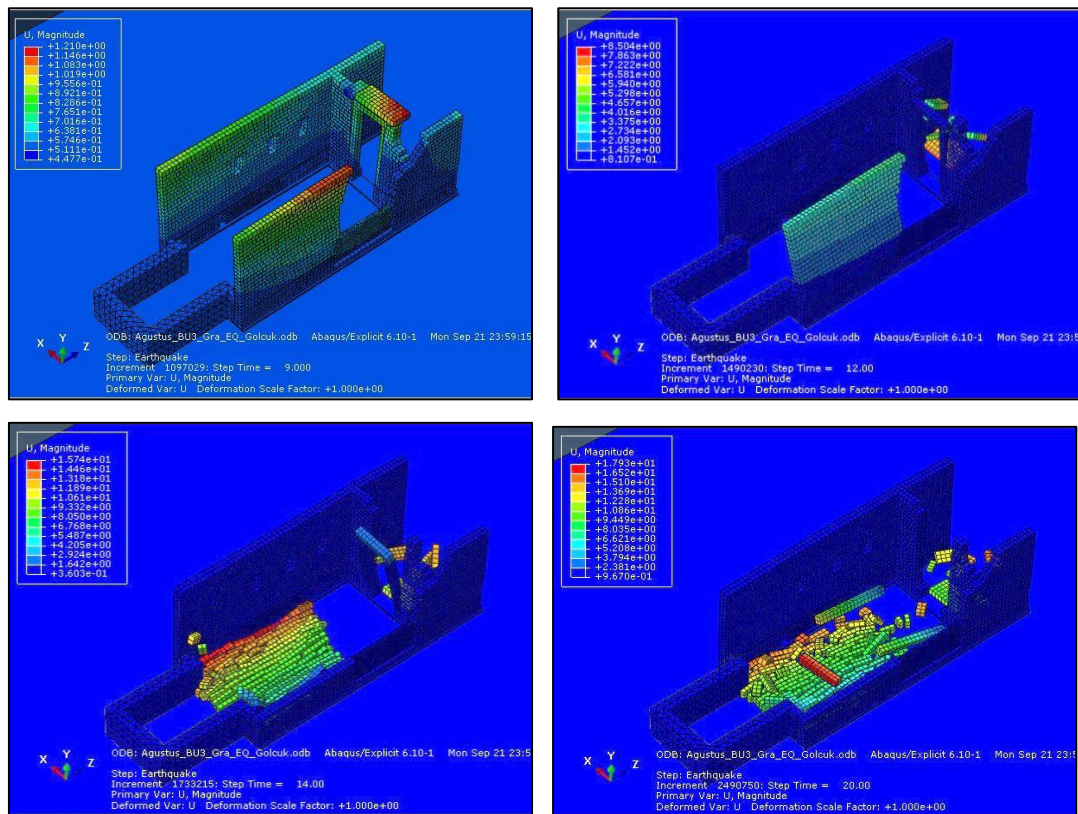 U, Magnitude
+1.210e+00
+1.146e+00
+1.083e+00
+1.019e+00
+9.556e-01
+8.921e-01
+8.286e-01
+7.651e-01
+7.016e-01
+6.381e-01
+5.746e-01
+5.111e-01
+4.477e-01
X Y Z
ODB: Agustus_BU3_Gra_EQ_Golcuk.odb Abaqus/Explicit 6.10-1 Mon Sep 21 23:59:15
Step: Earthquake
Increment 1097029: Step Time = 9.000
Primary Var: U, Magnitude
Deformed Var: U Deformation Scale Factor: +1.000e+00
U, Magnitude
+8.504e+00
+7.863e+00
+7.222e+00
+6.581e+00
+5.940e+00
+5.298e+00
+4.657e+00
+4.016e+00
+3.375e+00
+2.734e+00
+2.093e+00
+1.452e+00
+8.107e-01
X Y Z
ODB: Agustus_BU3_Gra_EQ_Golcuk.odb Abaqus/Explicit 6.10-1 Mon Sep 21 23:5
Step: Earthquake
Increment 1490230: Step Time = 12.00
Primary Var: U, Magnitude
Deformed Var: U Deformation Scale Factor: +1.000e+00
U, Magnitude
+1.574e+01
+1.446e+01
+1.318e+01
+1.189e+01
+1.061e+01
+9.332e+00
+8.050e+00
+6.768e+00
+5.487e+00
+4.205e+00
+2.924e+00
+1.642e+00
+3.603e-01
X Y Z
ODB: Agustus_BU3_Gra_EQ_Golcuk.odb Abaqus/Explicit 6.10-1 Mon Sep 21 23:5
Step: Earthquake
Increment 1733215: Step Time = 14.00
Primary Var: U, Magnitude
Deformed Var: U Deformation Scale Factor: +1.000e+00
U, Magnitude
+1.793e+01
+1.652e+01
+1.510e+01
+1.369e+01
+1.228e+01
+1.086e+01
+9.449e+00
+8.035e+00
+6.621e+00
+5.208e+00
+3.794e+00
+2.381e+00
+9.670e-01
X Y Z
ODB: Agustus_BU3_Gra_EQ_Golcuk.odb Abaqus/Explicit 6.10-1 Mon Sep 21 23:5
Step: Earthquake
Increment 2490750: Step Time = 20.00
Primary Var: U, Magnitude
Deformed Var: U Deformation Scale Factor: +1.000e+00